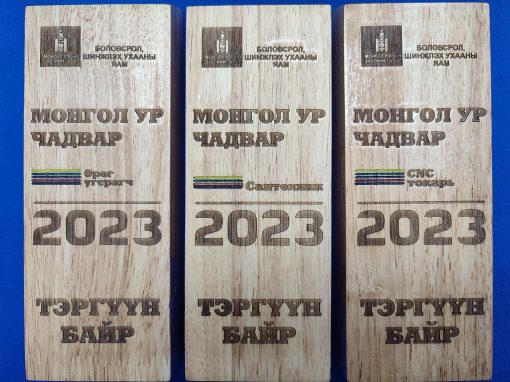 БОЛОВСРОЛ,
ШИНЖЛЭХ УХААНЫ
ЯАМ
МОНГОЛ УР
ЧАДВАР
Өрөг
угсрагч
2023
ТЭРГҮҮН
БАЙР
БОЛОВСРОЛ,
ШИНЖЛЭХ УХААНЫ
ЯАМ
МОНГОЛ УР
ЧАДВАР
Сантехник
2023
ТЭРГҮҮН
БАЙР
БОЛОВСРОЛ,
ШИНЖЛЭХ УХААНЫ
ЯАМ
МОНГОЛ УР
ЧАДВАР
CNC
токарь
2023
ТЭРГҮҮН
БАЙР